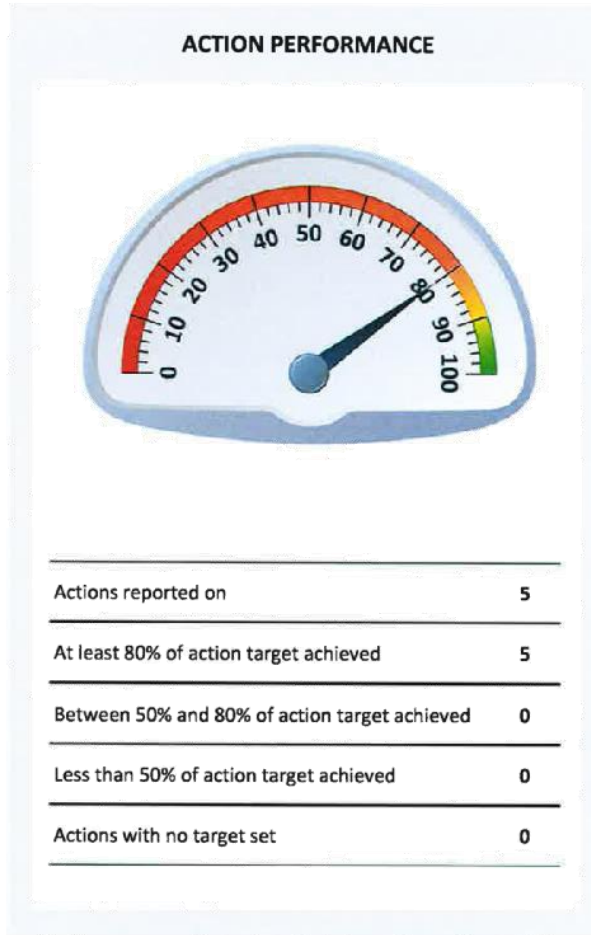 ACTION PERFORMANCE
0
10
20
30
40
50
60
70
80
90
100
Actions reported on 5
At least 80% of action target achieved 5
Between 50% and 80% of action target achieved 0
Less than 50% of action target achieved 0
Actions with no target set 0